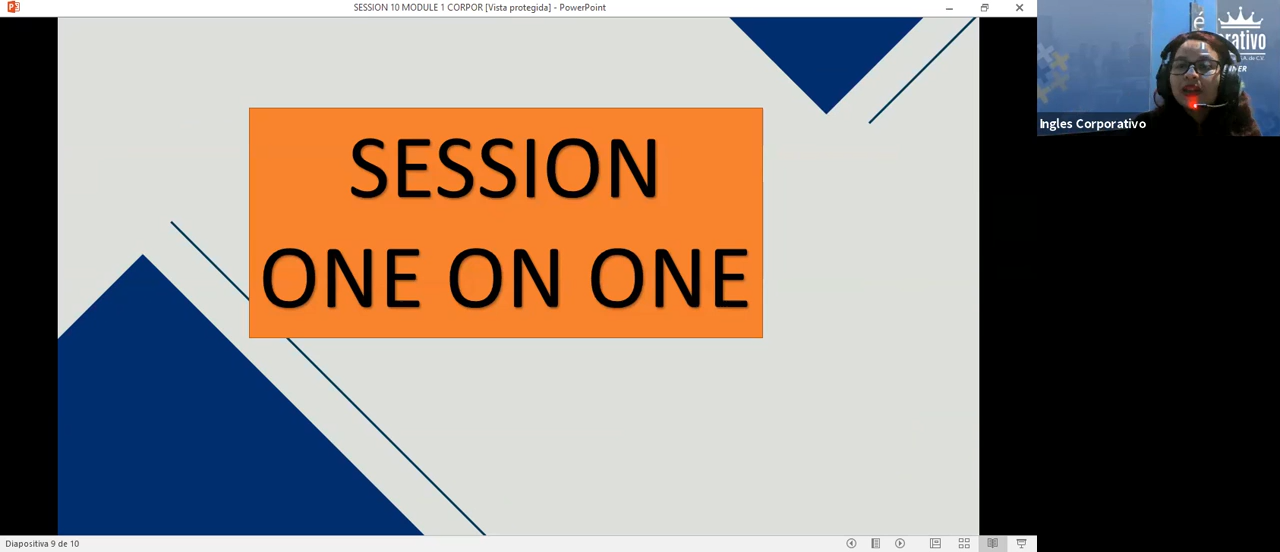 SESSION 10 MODULE 1 CORPOR [Vista protegida] - PowerPoint
SESSION
ONE ON ONE
Ingles Corporativo
Diapositiva 9 de 10